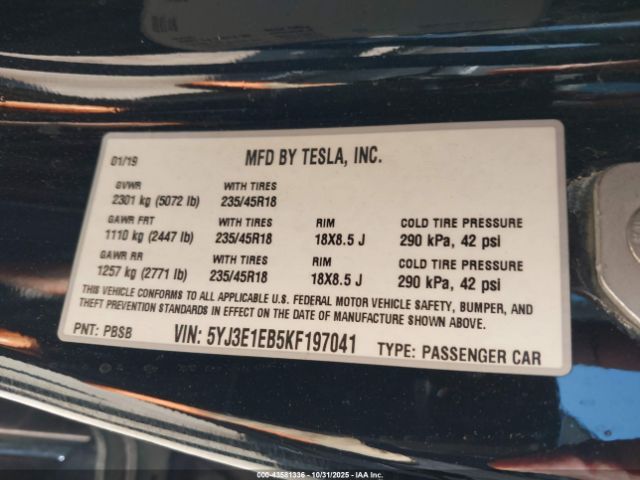 01/19 MFD BY TESLA, INC.
GVWR WITH TIRES
2301 kg (5072 lb) 235/45R18
GAWR FRT WITH TIRES RIM COLD TIRE PRESSURE
1110 kg (2447 lb) 235/45R18 18X8.5 J 290 kPa, 42 psi
GAWR RR WITH TIRES RIM COLD TIRE PRESSURE
1257 kg (2771 lb) 235/45R18 18X8.5 J 290 kPa, 42 psi
THIS VEHICLE CONFORMS TO ALL APPLICABLE U.S. FEDERAL MOTOR VEHICLE SAFETY, BUMPER, AND
THEFT PREVENTION STANDARDS IN EFFECT ON THE DATE OF MANUFACTURE SHOWN ABOVE.
PNT: PBSB VIN: 5YJ3E1EB5KF197041 TYPE: PASSENGER CAR
000-43581336 - 10/31/2025 - IAA Inc.